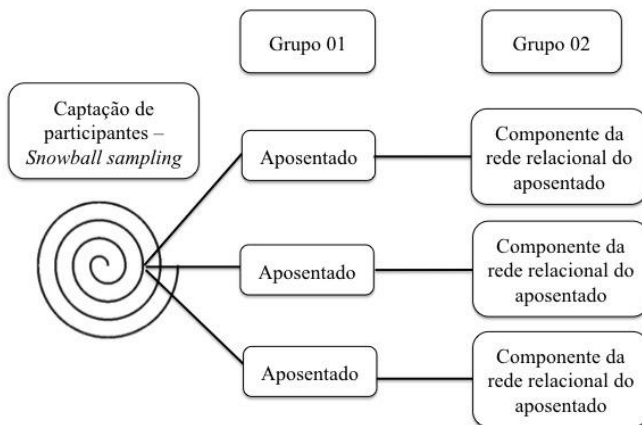 Grupo 01
Grupo 02
Captação de
participantes –
Snowball sampling
Aposentado
Componente da
rede relacional do
aposentado
Aposentado
Componente da
rede relacional do
aposentado
Aposentado
Componente da
rede relacional do
aposentado